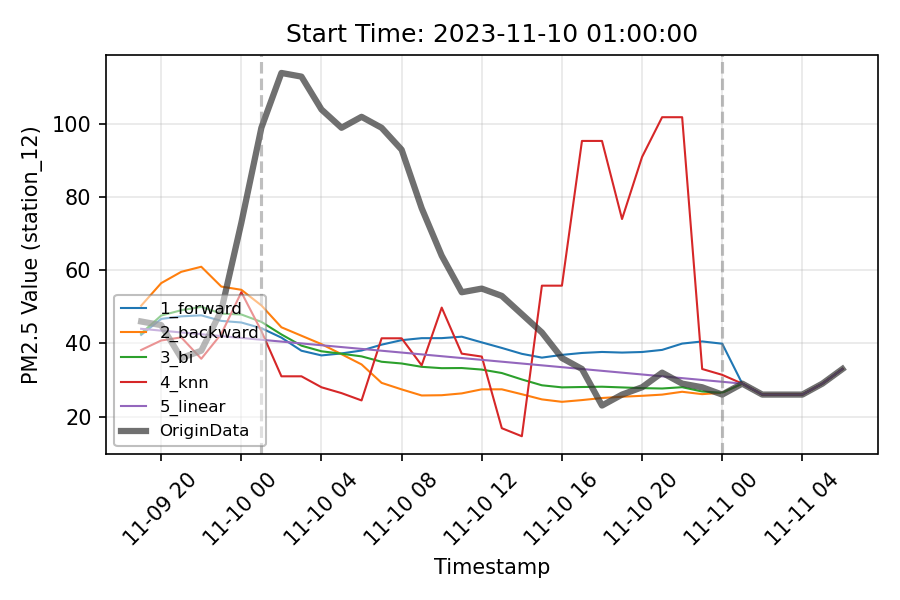 Start Time: 2023-11-10 01:00:00
PM2.5 Value (station_12)
100
80
60
40
20
1_forward
2_backward
3_bi
4_knn
5_linear
OriginData
11-09 20
11-10 00
11-10 04
11-10 08
11-10 12
11-10 16
11-10 20
11-11 00
11-11 04
Timestamp